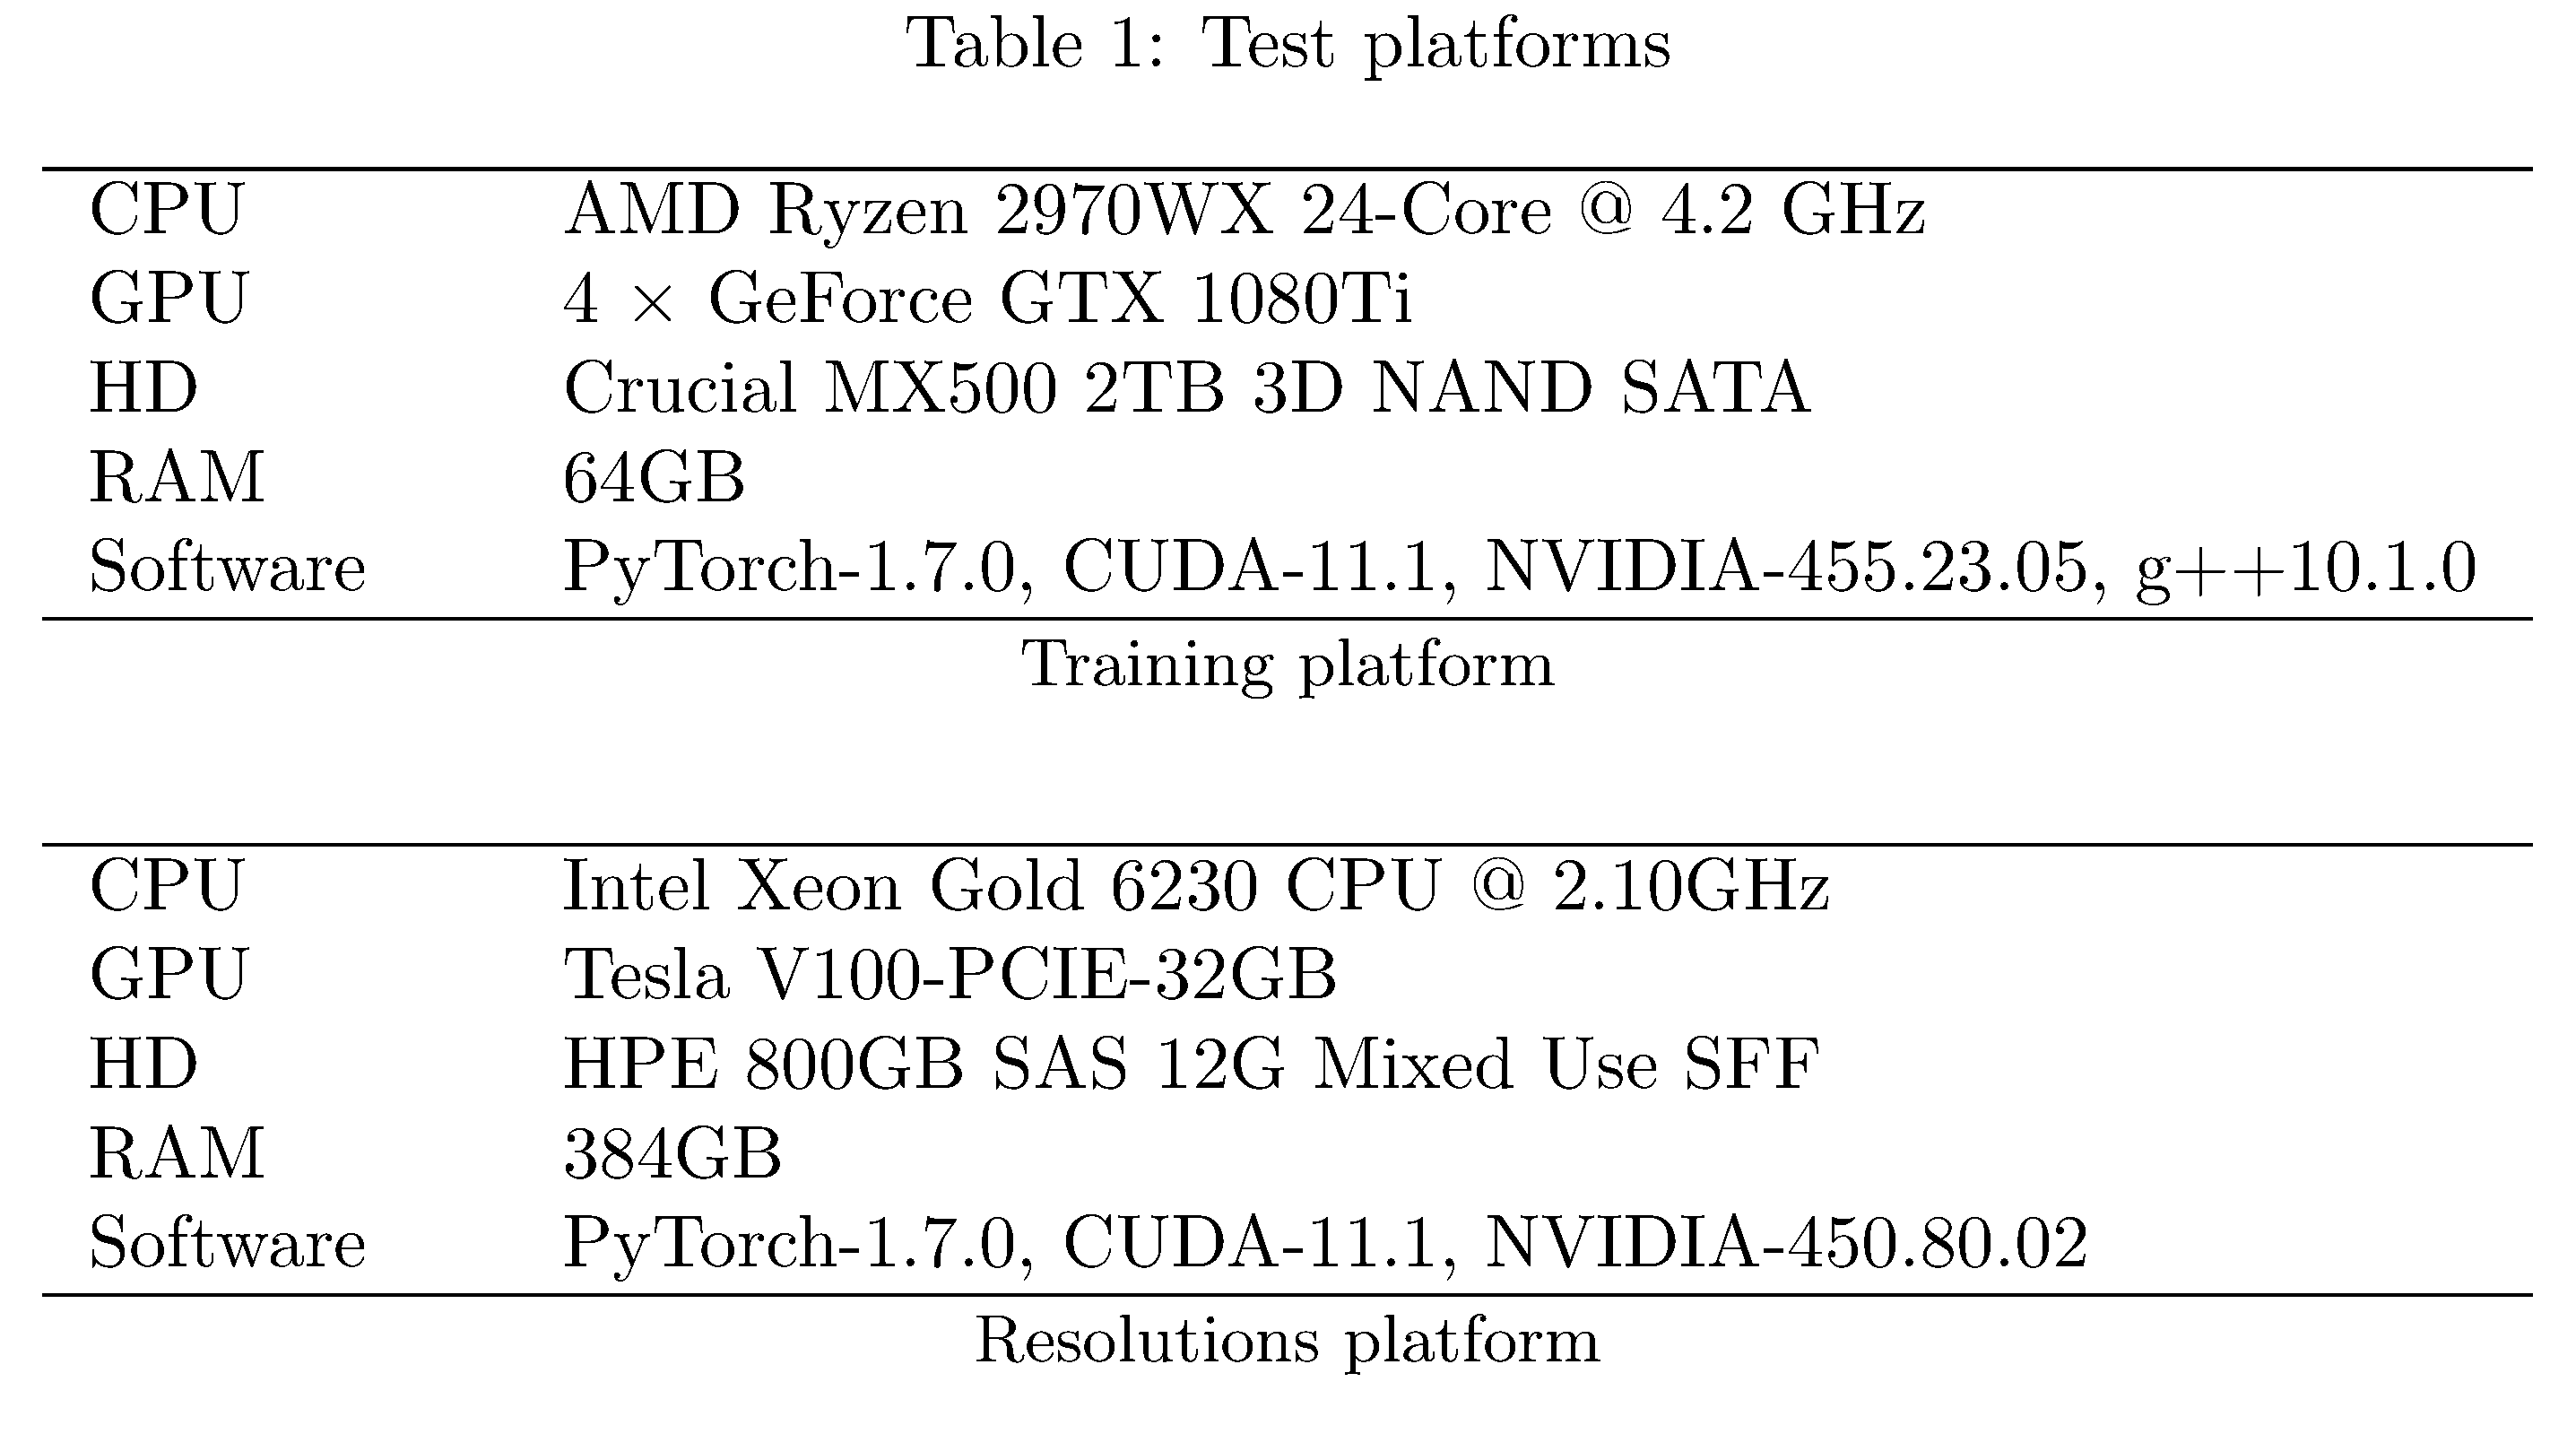 Table 1: Test platforms
CPU AMD Ryzen 2970WX 24-Core @ 4.2 GHz
GPU 4 × GeForce GTX 1080Ti
HD Crucial MX500 2TB 3D NAND SATA
RAM 64GB
Software PyTorch-1.7.0, CUDA-11.1, NVIDIA-455.23.05, g++10.1.0
Training platform
CPU Intel Xeon Gold 6230 CPU @ 2.10GHz
GPU Tesla V100-PCIE-32GB
HD HPE 800GB SAS 12G Mixed Use SFF
RAM 384GB
Software PyTorch-1.7.0, CUDA-11.1, NVIDIA-450.80.02
Resolutions platform